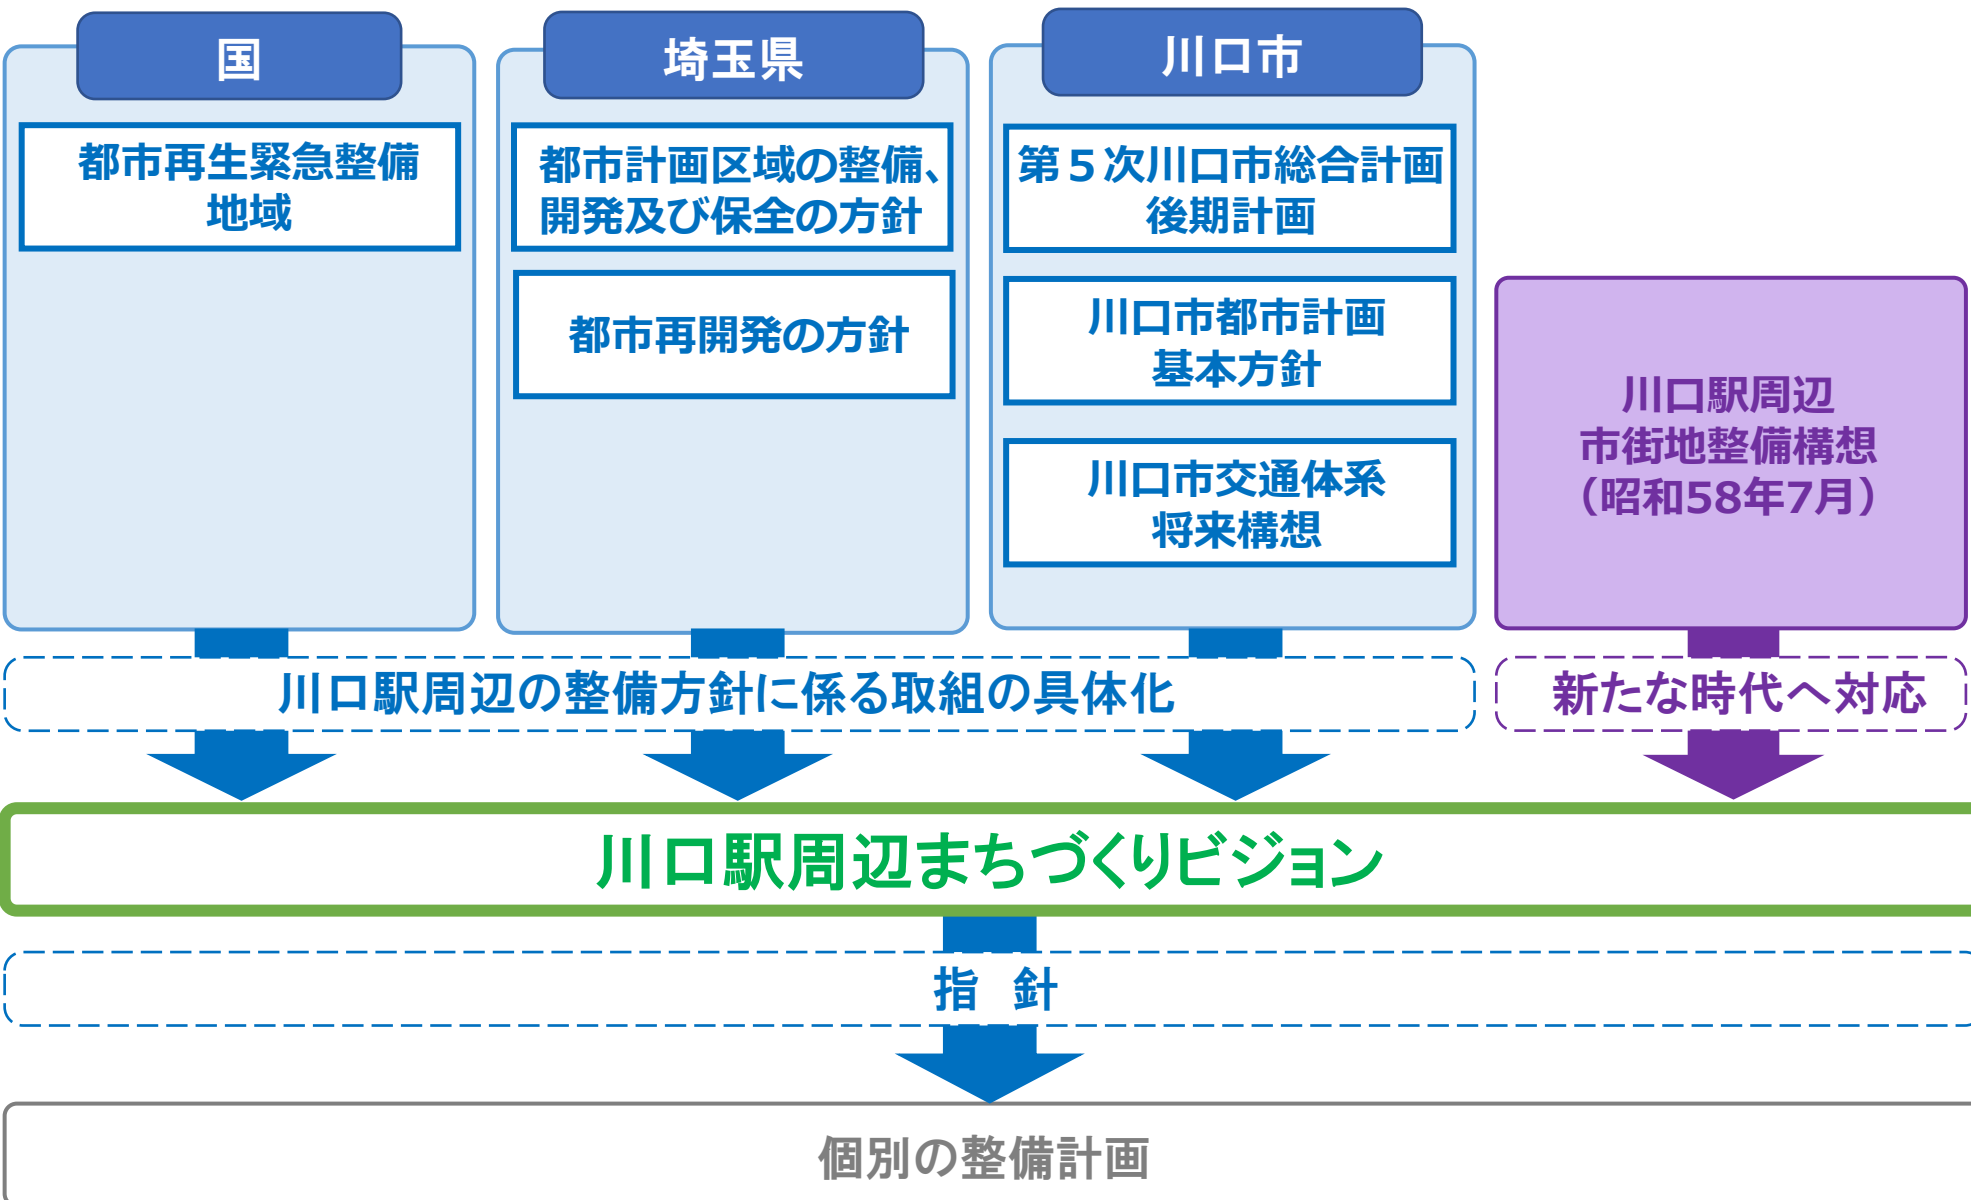 国
都市再生緊急整備
地域
埼玉県
都市計画区域の整備、
開発及び保全の方針
都市再開発の方針
川口市
第５次川口市総合計画
後期計画
川口市都市計画
基本方針
川口市交通体系
将来構想
川口駅周辺
市街地整備構想
（昭和58年7月）
川口駅周辺の整備方針に係る取組の具体化
新たな時代へ対応
川口駅周辺まちづくりビジョン
指　針
個別の整備計画